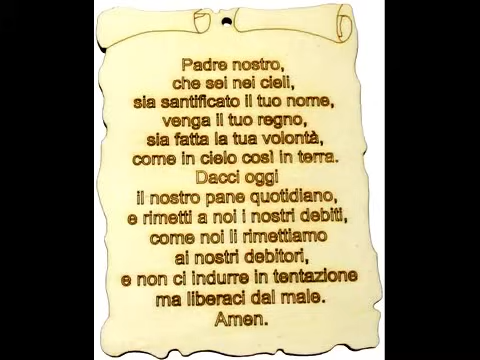 Padre nostro,
che sei nei cieli,
sia santificato il tuo nome,
venga il tuo regno,
sia fatta la tua volontà,
come in cielo così in terra.
Dacci oggi
il nostro pane quotidiano,
e rimetti a noi i nostri debiti,
come noi li rimettiamo
ai nostri debitori,
e non ci indurre in tentazione
ma liberaci dal male.
Amen.